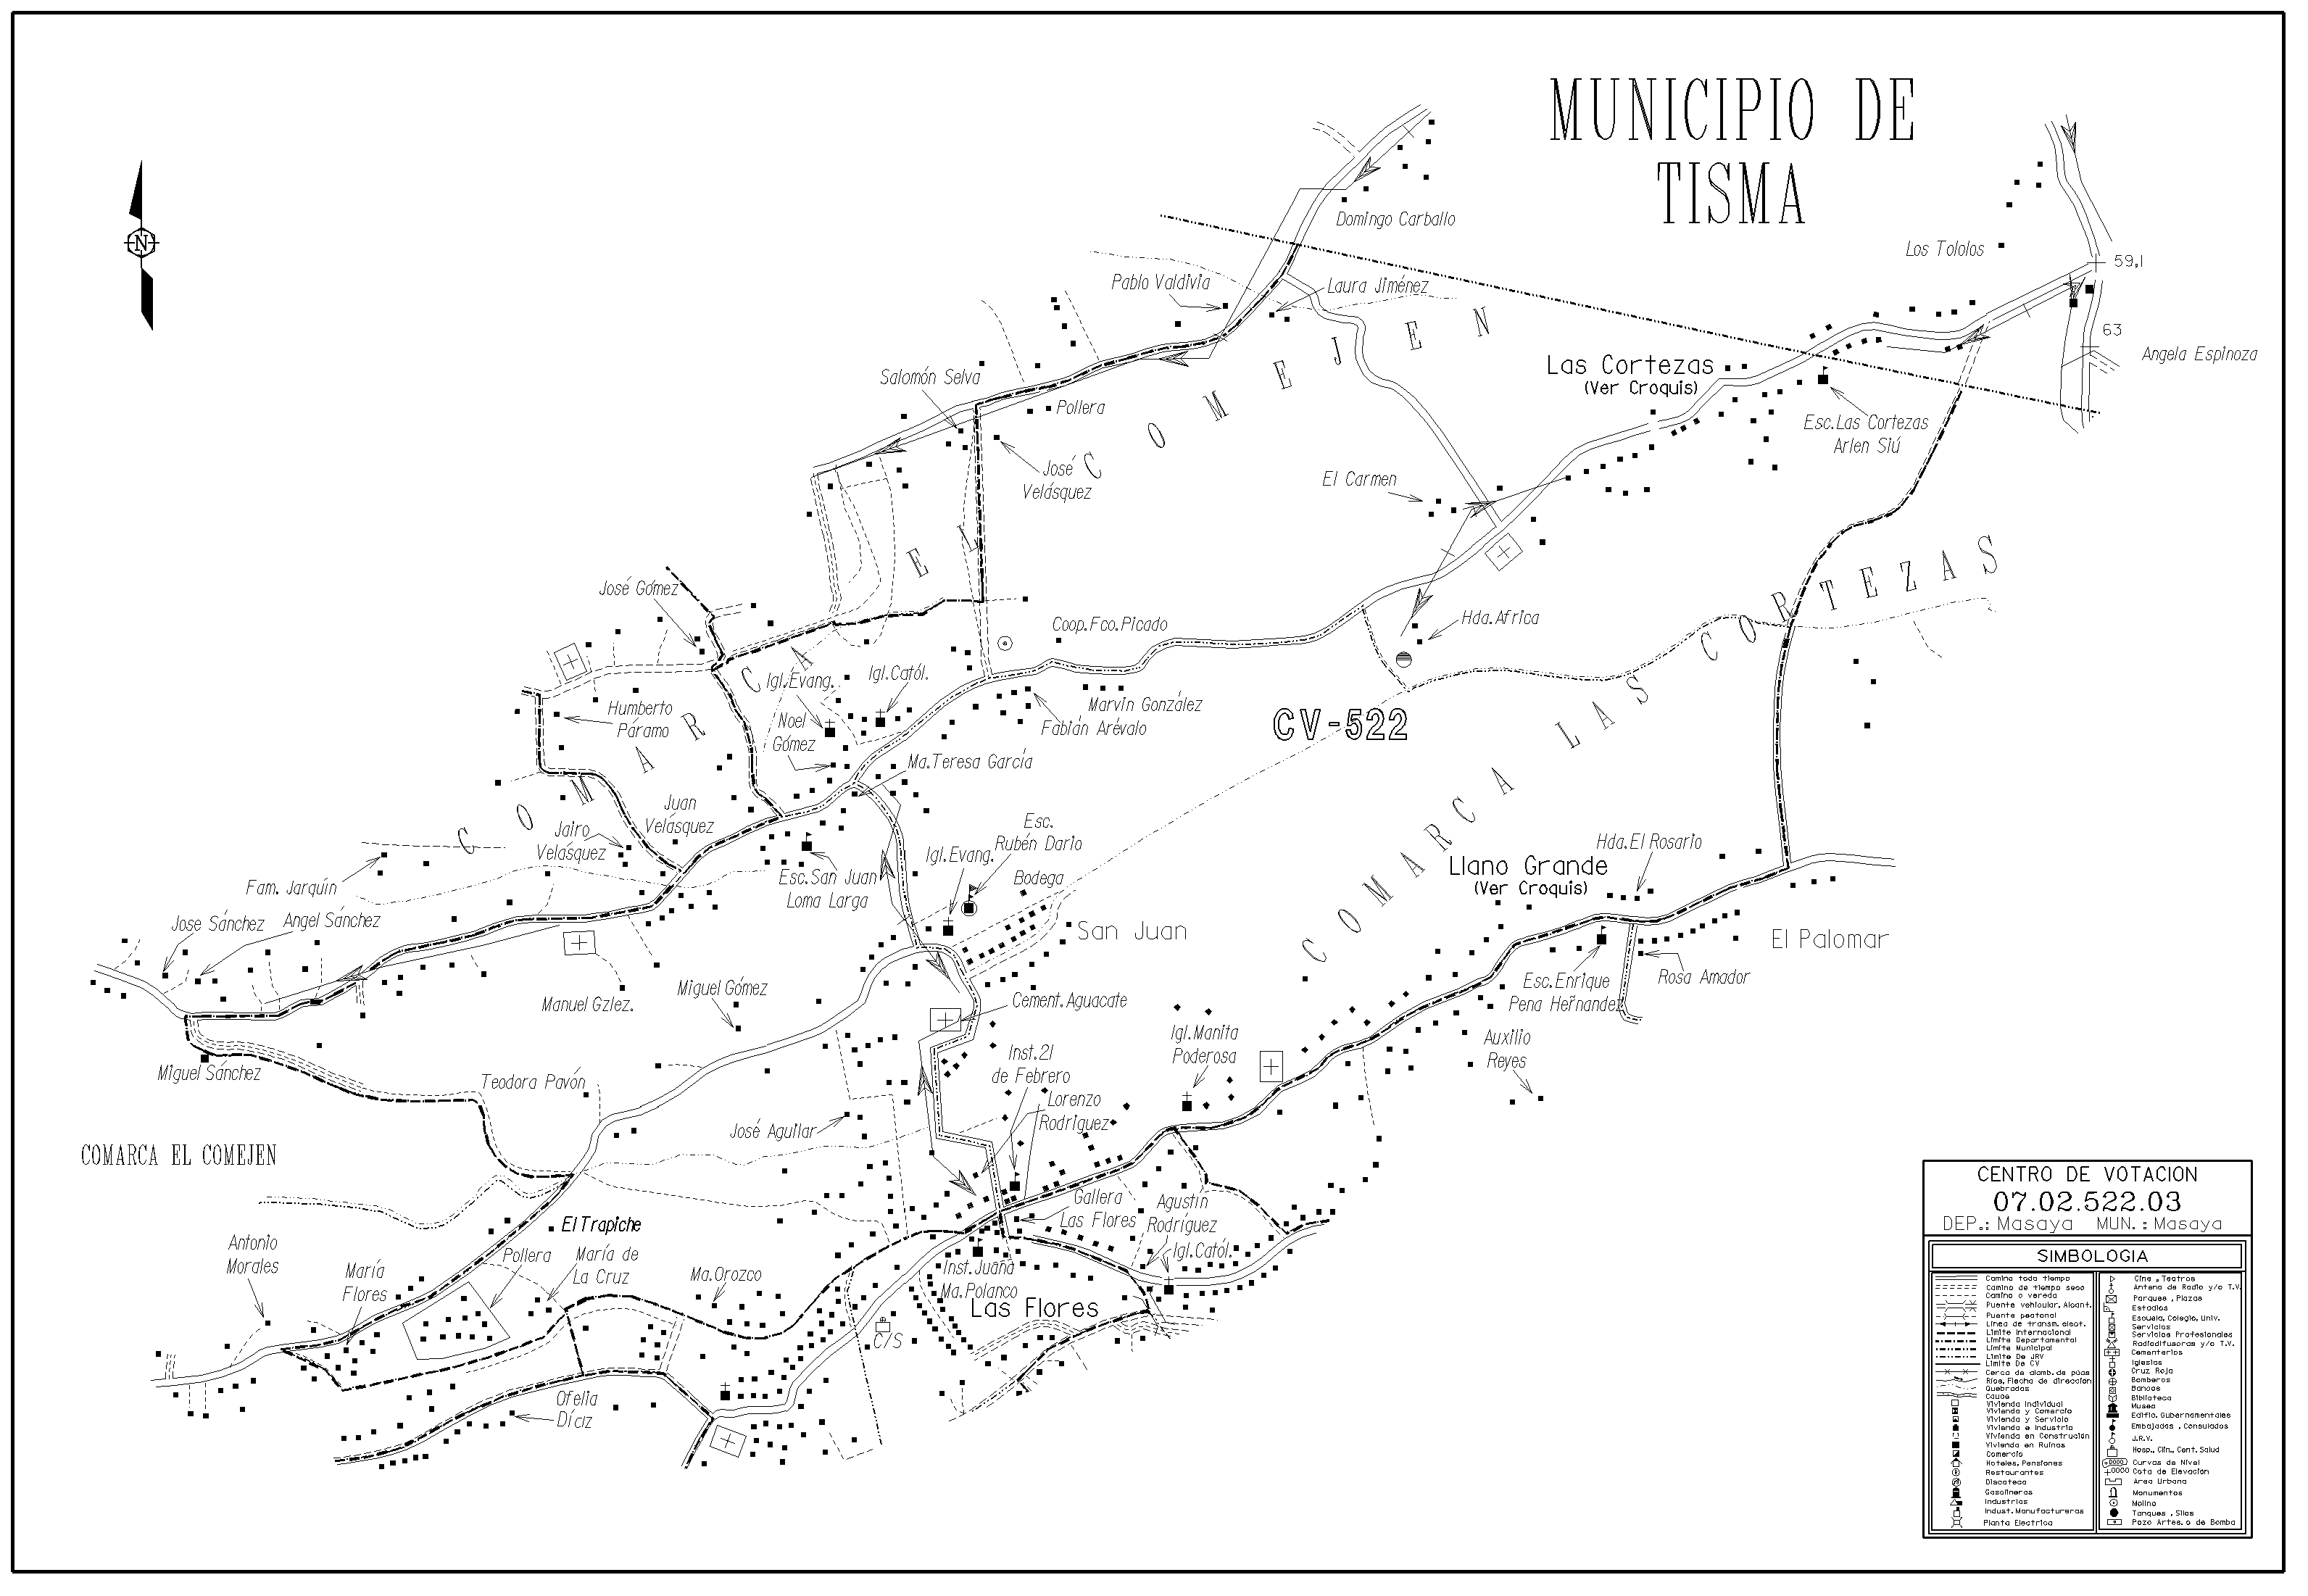 MUNICIPIO DE
TISMA
N
Domingo Carballo
Los Tololos
59,1
Pablo Valdivia
Laura Jiménez
63
Angela Espinoza
Las Cortezas
(Ver Croquis)
Salomón Selva
Pollera
Esc.Las Cortezas
Arlen Siú
José
Velásquez
El Carmen
COMARCA EL COMEJEN
José Gómez
Coop.Fco.Picado
Hda.Africa
COMARCA LAS CORTEZAS
Igl.Evang.
Igl.Catól.
Humberto
Páramo
Noel
Gómez
Marvin González
Fabián Arévalo
CV-522
Ma.Teresa García
Juan
Velásquez
Jairo
Velásquez
Esc.
Rubén Dario
Igl.Evang.
Bodega
Hda.El Rosario
Llano Grande
(Ver Croquis)
Fam. Jarquín
Esc.San Juan
Loma Larga
Jose Sánchez
Angel Sánchez
San Juan
El Palomar
Rosa Amador
Esc.Enrique
Pena Hernandez
Manuel Gzlez.
Miguel Gómez
Cement.Aguacate
Igl.Manita
Poderosa
Auxilio
Reyes
Inst.21
de Febrero
Miguel Sánchez
Teodora Pavón
Lorenzo
Rodriguez
José Aguilar
COMARCA EL COMEJEN
Gallera
Las Flores
Agustín
Rodríguez
Igl.Catól.
El Trapiche
Antonio
Morales
Pollera
María de
La Cruz
María
Flores
Ma.Orozco
Inst.Juana
Ma.Polanco
Las Flores
C/S
Ofelia
Díciz
CENTRO DE VOTACION
07.02.522.03
DEP.: Masaya MUN.: Masaya
SIMBOLOGIA
Camino todo tiempo
Camino de tiempo seco
Camino o vereda
Puente vehicular, Alcant.
Puente peatonal
Línea de transm. elect.
Limite Internacional
Limite Departamental
Limite Municipal
Limite De JRV
Limite De CV
Cerca de alamb. de púas
Ríos, Flecha de dirección
Quebradas
Cauce
Vivienda Individual
Vivienda y Comercio
Vivienda y Servicio
Vivienda e Industria
Vivienda en Construcion
Vivienda en Ruinas
Comercio
Hoteles, Pensiones
Restaurantes
Discoteca
Gasolineras
Industrias
Indust. Manufactureras
Planta Electrica
Cine, Teatros
Antena de Radio y/o T.V.
Parques, Plazas
Estadios
Escuela, Colegio, Univ.
Servicios
Servicios Profesionales
Radiodifusoras y/o T.V.
Cementerios
Iglesias
Cruz Roja
Bomberos
Bancos
Biblioteca
Museo
Edific. Gubernamentales
Embajadas, Consulados
J.R.V.
Hosp., Clin., Cent. Salud
Curvas de Nivel
Cota de Elevacion
Area Urbana
Monumentos
Molino
Tanques, Silos
Pozo Artes. o de Bomba